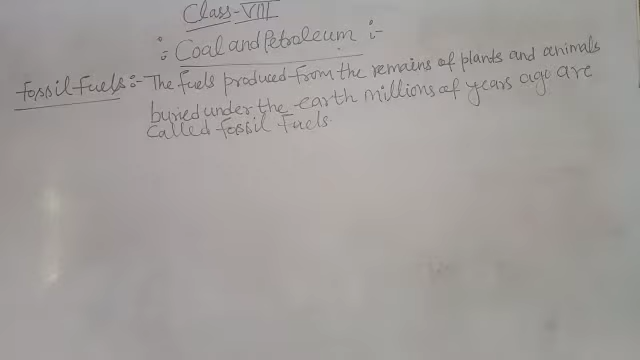 Class-VIII
:- Coal and Petroleum :-
Fossil Fuels:- The fuels produced from the remains of plants and animals
buried under the earth millions of years ago are
called fossil fuels.